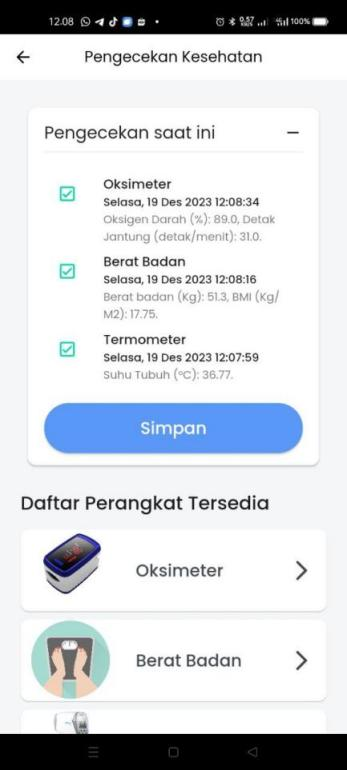 12.08
0,57
KB/S
100%
Pengecekan Kesehatan
Pengecekan saat ini
Oksimeter
Selasa, 19 Des 2023 12:08:34
Oksigen Darah (%): 89.0, Detak
Jantung (detak/menit): 31.0.
Berat Badan
Selasa, 19 Des 2023 12:08:16
Berat badan (Kg): 51.3, BMI (Kg/
M2): 17.75.
Termometer
Selasa, 19 Des 2023 12:07:59
Suhu Tubuh (°C): 36.77.
Simpan
Daftar Perangkat Tersedia
Oksimeter
Berat Badan